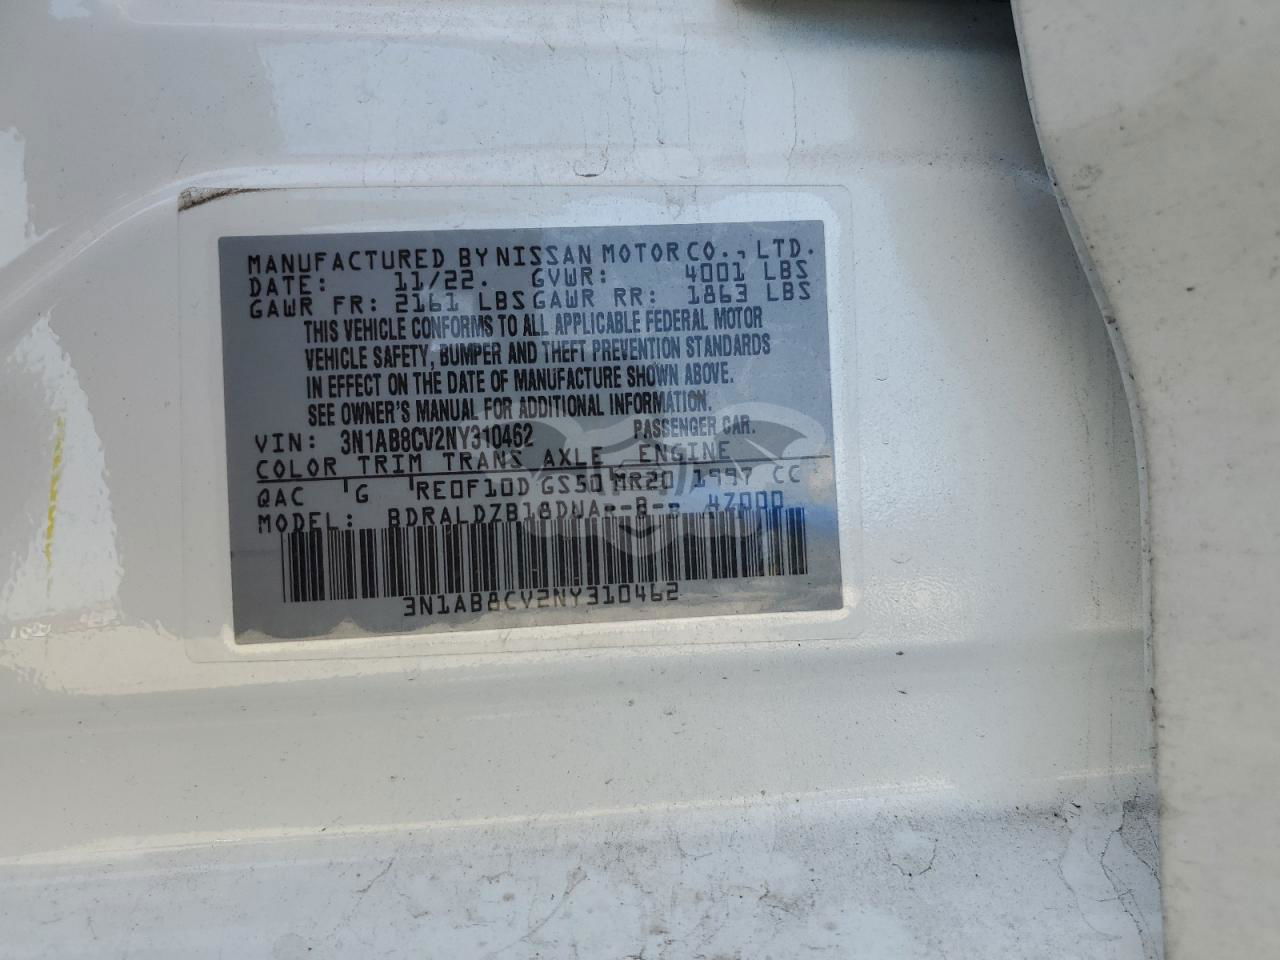 MANUFACTURED BY NISSAN MOTOR CO., LTD.
DATE: 11/22. GVWR: 4001 LBS
GAWR FR: 2161 LBS GAWR RR: 1863 LBS
THIS VEHICLE CONFORMS TO ALL APPLICABLE FEDERAL MOTOR
VEHICLE SAFETY, BUMPER AND THEFT PREVENTION STANDARDS
IN EFFECT ON THE DATE OF MANUFACTURE SHOWN ABOVE.
SEE OWNER'S MANUAL FOR ADDITIONAL INFORMATION.
VIN: 3N1AB8CV2NY310462 PASSENGER CAR.
COLOR TRIM TRANS AXLE ENGINE
QAC G RE0F10D GS50 MR20 1997 CC
MODEL: BDRALDZB18DUA--B-- 4Z000
3N1AB8CV2NY310462